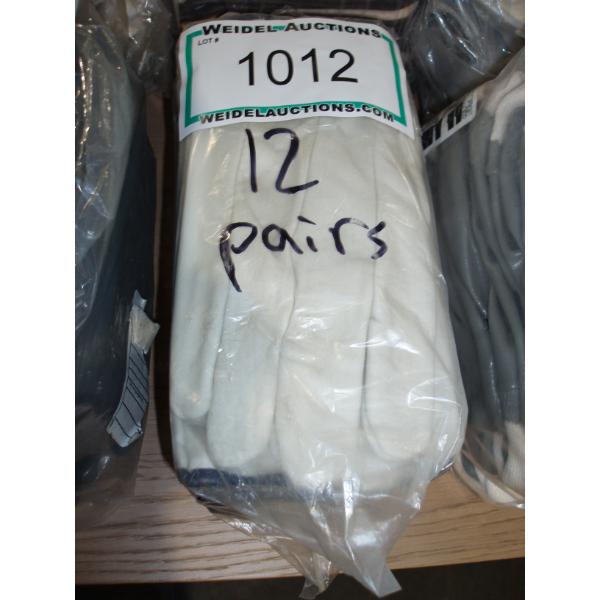 WEIDEL AUCTIONS
LOT #
1012
WEIDELAUCTIONS.COM
12
pairs